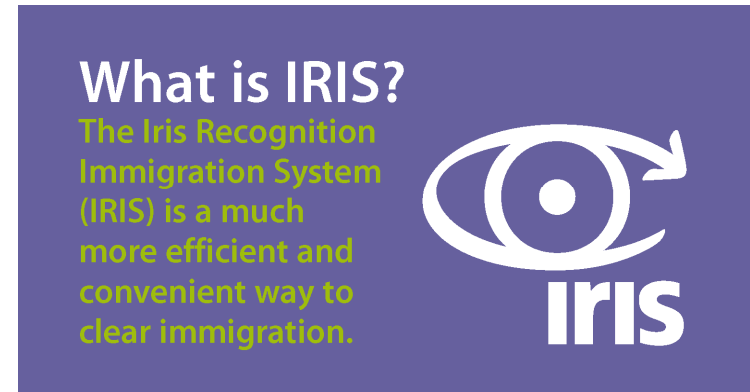 What is IRIS?
The Iris Recognition
Immigration System
(IRIS) is a much
more efficient and
convenient way to
clear immigration.
IrIS